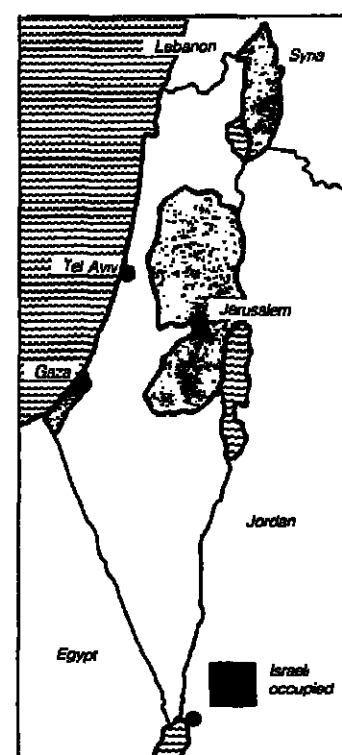 Lebanon
Syria
Tel Aviv
Jerusalem
Gaza
Jordan
Egypt
Israeli
occupied